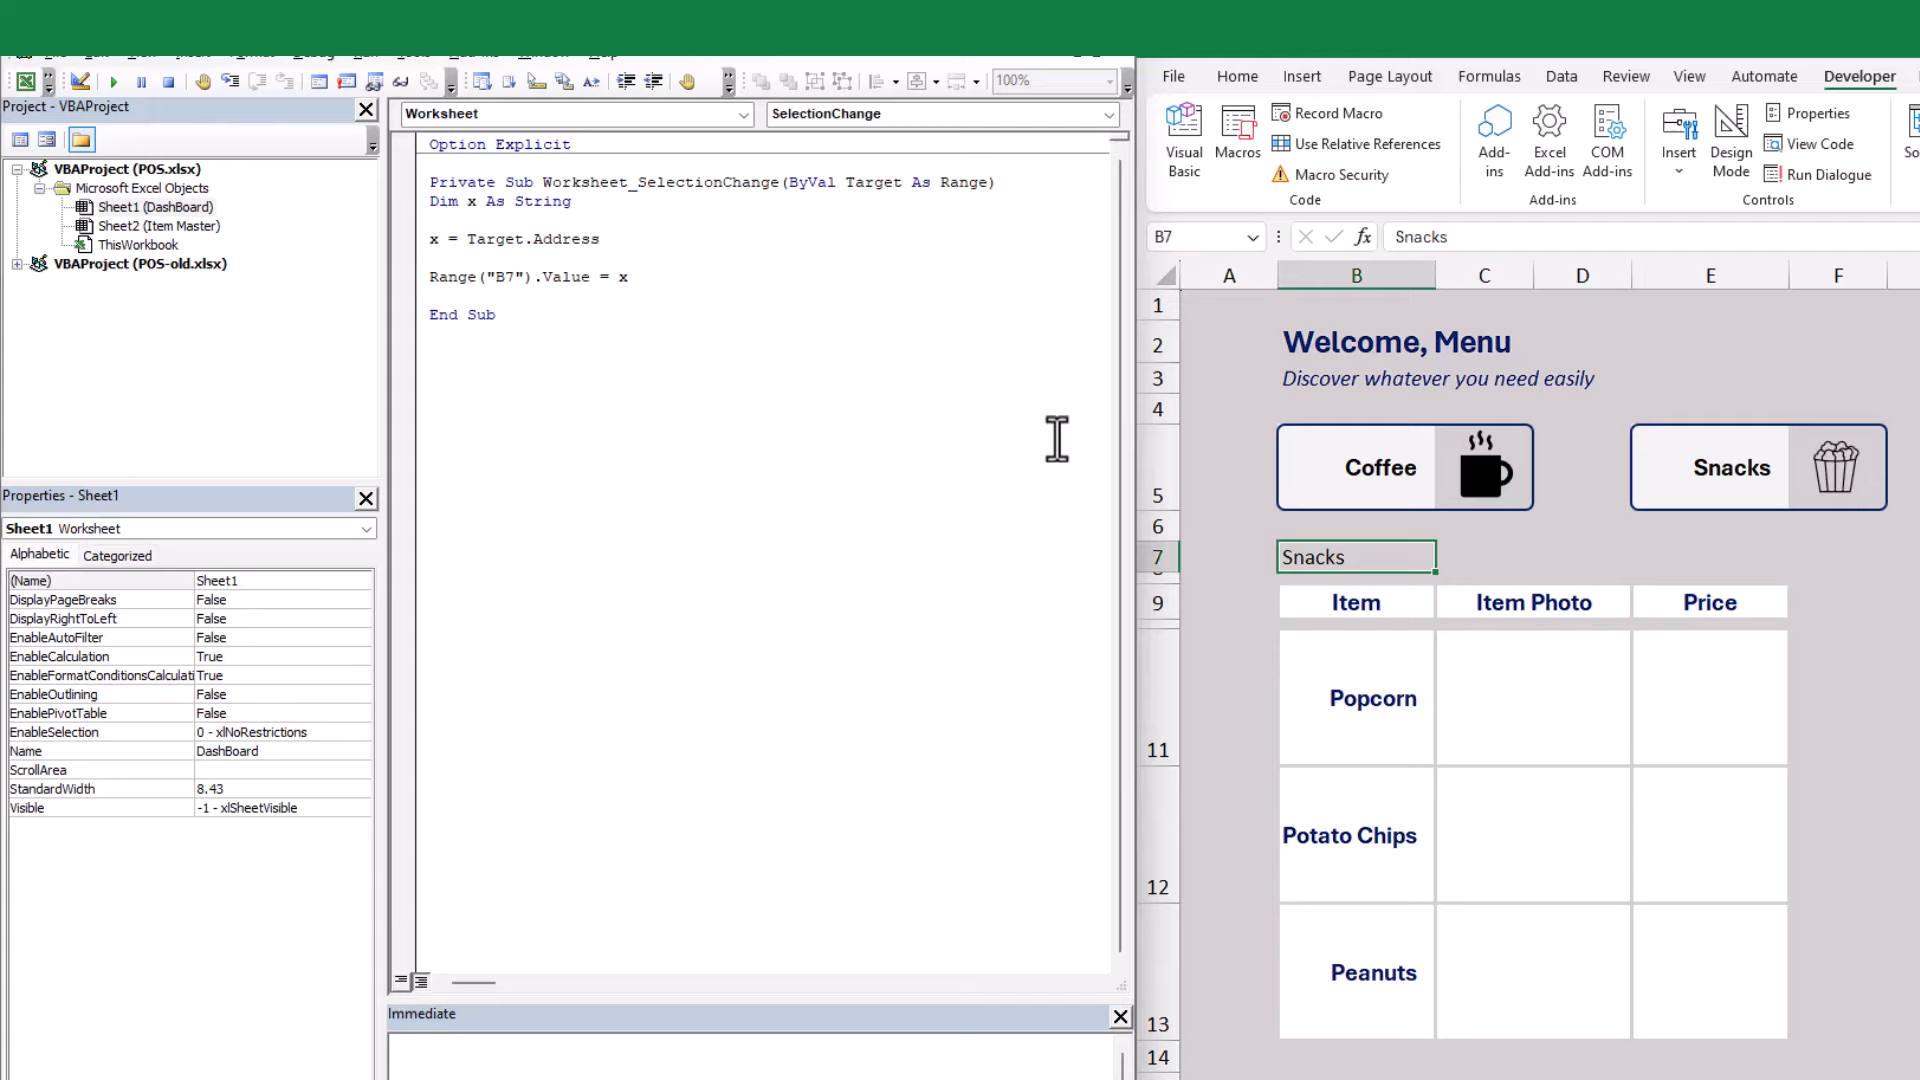 100%
Project - VBAProject
VBAProject (POS.xlsx)
Microsoft Excel Objects
Sheet1 (DashBoard)
Sheet2 (Item Master)
ThisWorkbook
VBAProject (POS-old.xlsx)
Properties - Sheet1
Sheet1 Worksheet
Alphabetic Categorized
(Name) Sheet1
DisplayPageBreaks False
DisplayRightToLeft False
EnableAutoFilter False
EnableCalculation True
EnableFormatConditionsCalculati True
EnableOutlining False
EnablePivotTable False
EnableSelection 0 - xlNoRestrictions
Name DashBoard
ScrollArea
StandardWidth 8.43
Visible -1 - xlSheetVisible
Worksheet SelectionChange
Option Explicit
Private Sub Worksheet_SelectionChange(ByVal Target As Range)
Dim x As String
x = Target.Address
Range("B7").Value = x
End Sub
Immediate
File Home Insert Page Layout Formulas Data Review View Automate Developer
Visual Basic
Macros
Record Macro
Use Relative References
Macro Security
Code
Add-ins
Excel Add-ins
COM Add-ins
Add-ins
Insert
Design Mode
Properties
View Code
Run Dialogue
Controls
So
B7 fx Snacks
A B C D E F
1
2 Welcome, Menu
3 Discover whatever you need easily
4
5 Coffee Snacks
6
7 Snacks
9 Item Item Photo Price
11 Popcorn
12 Potato Chips
13 Peanuts
14